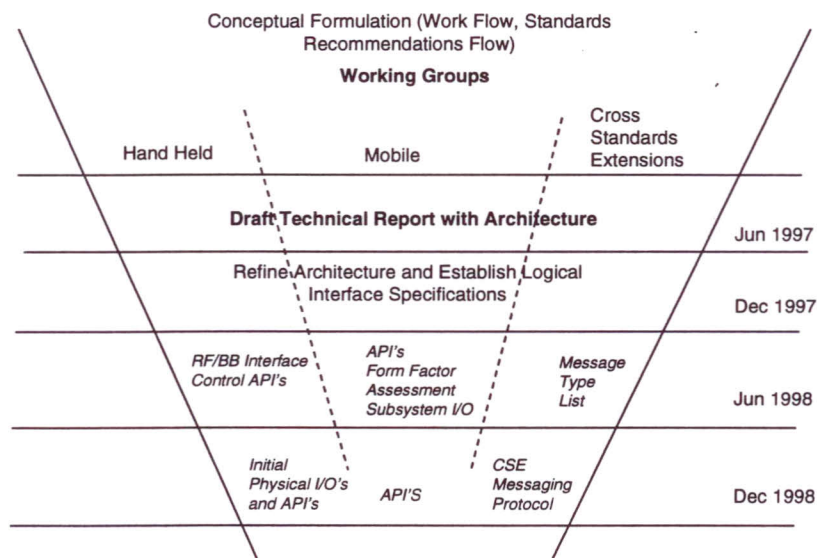 Conceptual Formulation (Work Flow, Standards
Recommendations Flow)
Working Groups
Hand Held
Mobile
Cross
Standards
Extensions
Draft Technical Report with Architecture
Jun 1997
Refine Architecture and Establish Logical
Interface Specifications
Dec 1997
RF/BB Interface
Control API's
API's
Form Factor
Assessment
Subsystem I/O
Message
Type
List
Jun 1998
Initial
Physical I/O's
and API's
API'S
CSE
Messaging
Protocol
Dec 1998